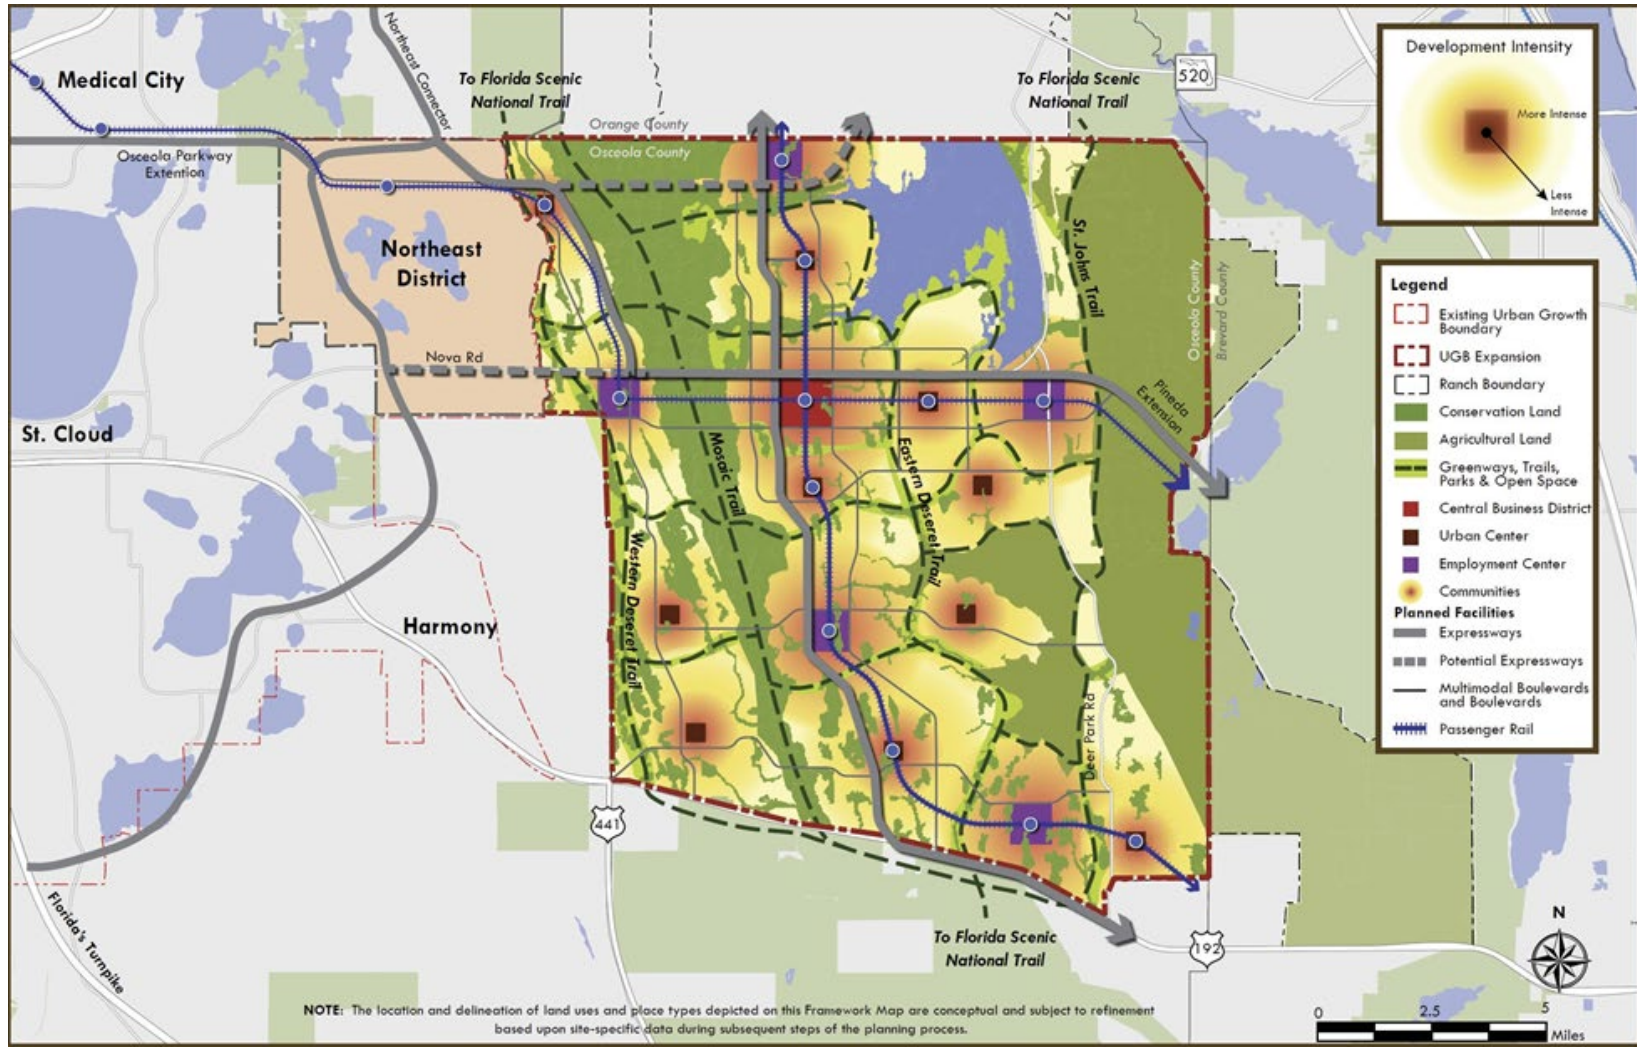 Northeast Connector
Medical City
To Florida Scenic
National Trail
To Florida Scenic
National Trail
520
Orange County
Osceola County
Osceola Parkway
Extention
Northeast
District
Nova Rd
St. Cloud
Harmony
St. Johns Trail
Osceola County
Brevard County
Pineda
Extension
Mosaic Trail
Eastern Deseret Trail
Western Deseret Trail
Deer Park Rd
441
192
Florida's Turnpike
To Florida Scenic
National Trail
Development Intensity
More Intense
Less
Intense
Legend
Existing Urban Growth
Boundary
UGB Expansion
Ranch Boundary
Conservation Land
Agricultural Land
Greenways, Trails,
Parks & Open Space
Central Business District
Urban Center
Employment Center
Communities
Planned Facilities
Expressways
Potential Expressways
Multimodal Boulevards
and Boulevards
Passenger Rail
N
0 2.5 5
Miles
NOTE: The location and delineation of land uses and place types depicted on this Framework Map are conceptual and subject to refinement
based upon site-specific data during subsequent steps of the planning process.